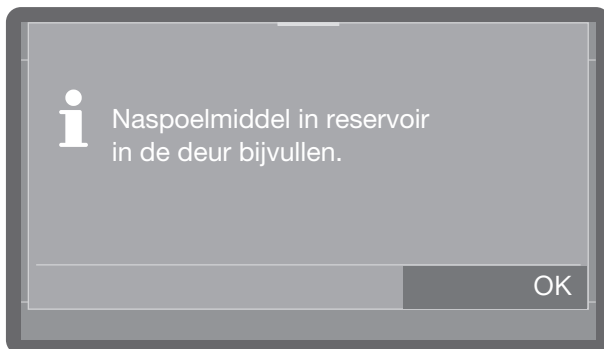 Naspoelmiddel in reservoir
in de deur bijvullen.
OK